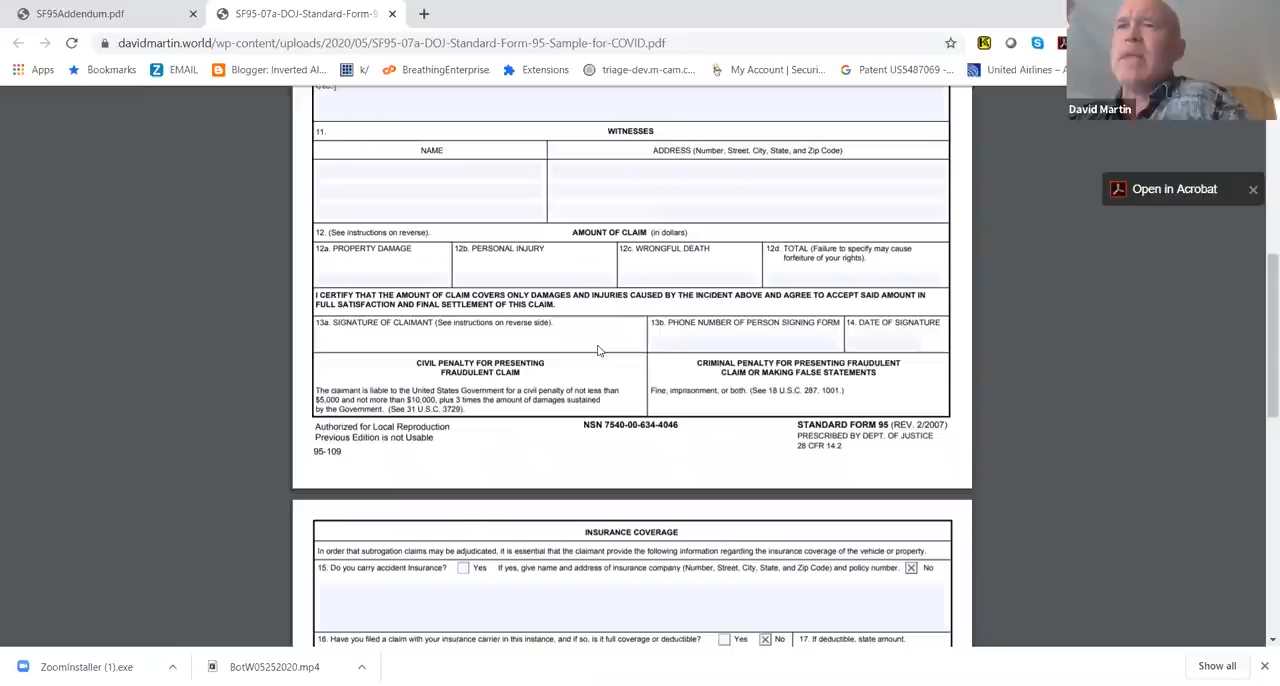 SF95Addendum.pdf
SF95-07a-DOJ-Standard-Form-9
davidmartin.world/wp-content/uploads/2020/05/SF95-07a-DOJ-Standard-Form-95-Sample-for-COVID.pdf
Apps Bookmarks EMAIL Blogger: Inverted Al... k/ BreathingEnterprise. Extensions triage-dev.m-cam.c... My Account | Securi... Patent US5487069 -... United Airlines –
David Martin
Open in Acrobat
11. WITNESSES
NAME ADDRESS (Number, Street, City, State, and Zip Code)
12. (See instructions on reverse). AMOUNT OF CLAIM (in dollars)
12a. PROPERTY DAMAGE 12b. PERSONAL INJURY 12c. WRONGFUL DEATH 12d. TOTAL (Failure to specify may cause
forfeiture of your rights).
I CERTIFY THAT THE AMOUNT OF CLAIM COVERS ONLY DAMAGES AND INJURIES CAUSED BY THE INCIDENT ABOVE AND AGREE TO ACCEPT SAID AMOUNT IN
FULL SATISFACTION AND FINAL SETTLEMENT OF THIS CLAIM.
13a. SIGNATURE OF CLAIMANT (See instructions on reverse side). 13b. PHONE NUMBER OF PERSON SIGNING FORM 14. DATE OF SIGNATURE
CIVIL PENALTY FOR PRESENTING
FRAUDULENT CLAIM
CRIMINAL PENALTY FOR PRESENTING FRAUDULENT
CLAIM OR MAKING FALSE STATEMENTS
The claimant is liable to the United States Government for a civil penalty of not less than
$5,000 and not more than $10,000, plus 3 times the amount of damages sustained
by the Government. (See 31 U.S.C. 3729).
Fine, imprisonment, or both. (See 18 U.S.C. 287, 1001.)
Authorized for Local Reproduction
Previous Edition is not Usable
95-109
NSN 7540-00-634-4046
STANDARD FORM 95 (REV. 2/2007)
PRESCRIBED BY DEPT. OF JUSTICE
28 CFR 14.2
INSURANCE COVERAGE
In order that subrogation claims may be adjudicated, it is essential that the claimant provide the following information regarding the insurance coverage of the vehicle or property.
15. Do you carry accident Insurance? Yes If yes, give name and address of insurance company (Number, Street, City, State, and Zip Code) and policy number. No
16. Have you filed a claim with your insurance carrier in this instance, and if so, is it full coverage or deductible? Yes No 17. If deductible, state amount.
ZoomInstaller (1).exe BotW05252020.mp4 Show all